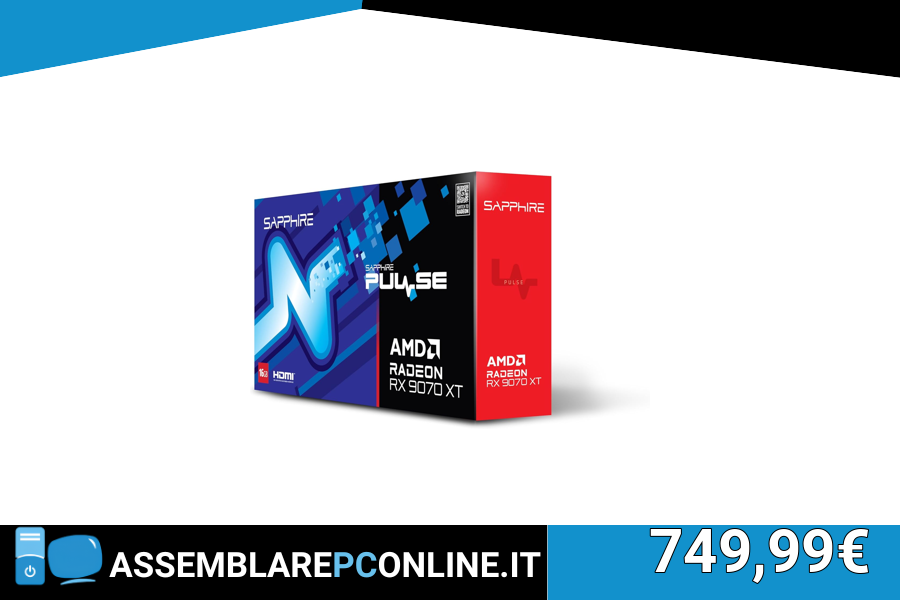 SAPPHIRE
SAPPHIRE
PULSE
AMD
RADEON
RX 9070 XT
16GB
HDMI
SAPPHIRE
PULSE
AMD
RADEON
RX 9070 XT
ASSEMBLAREPCONLINE.IT
749,99€